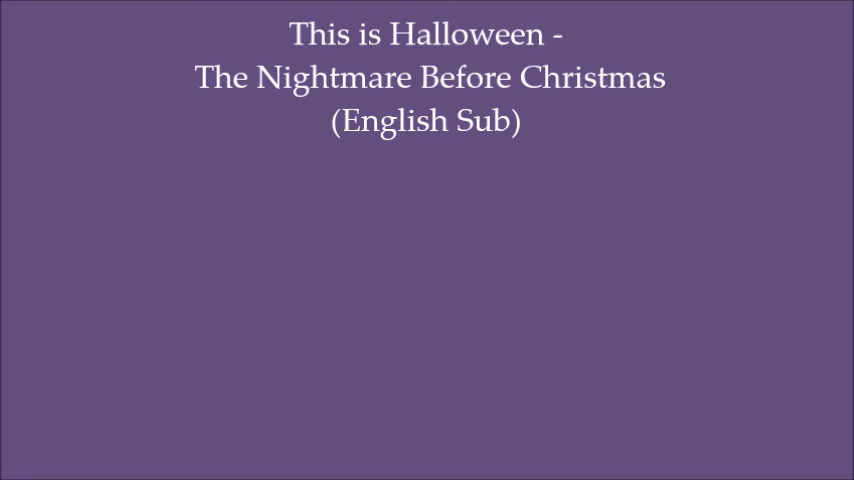 This is Halloween -
The Nightmare Before Christmas
(English Sub)